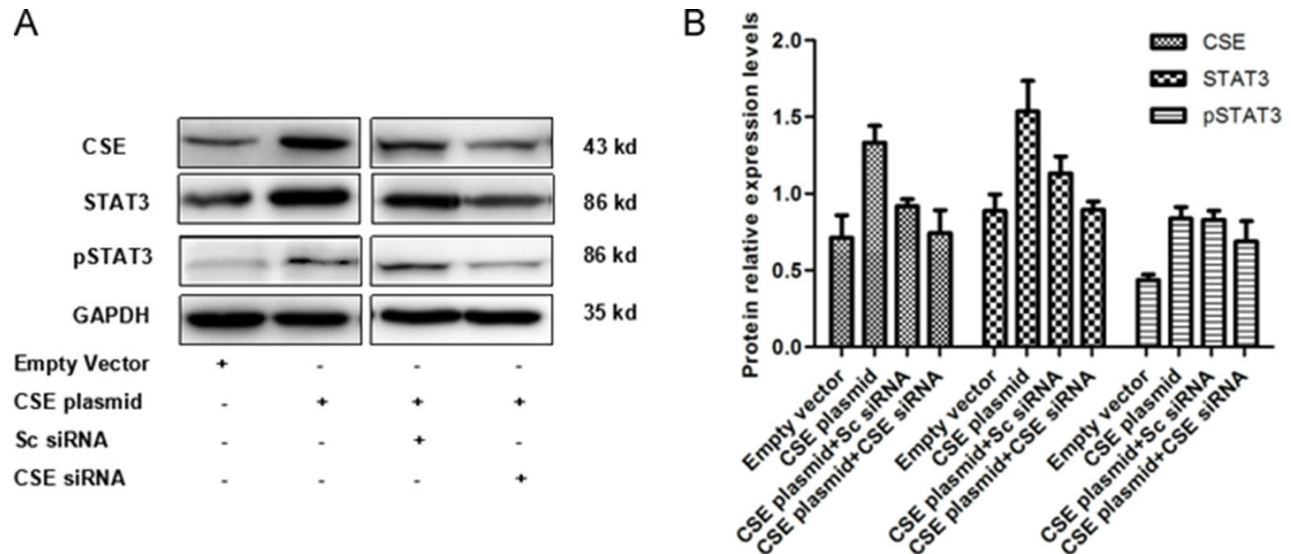 A
CSE 43 kd
STAT3 86 kd
pSTAT3 86 kd
GAPDH 35 kd
Empty Vector + - - -
CSE plasmid - + + +
Sc siRNA - - + -
CSE siRNA - - - +
B
Protein relative expression levels
2.0
1.5
1.0
0.5
0.0
CSE
STAT3
pSTAT3
Empty vector
CSE plasmid
CSE plasmid+Sc siRNA
CSE plasmid+CSE siRNA
Empty vector
CSE plasmid
CSE plasmid+Sc siRNA
CSE plasmid+CSE siRNA
Empty vector
CSE plasmid
CSE plasmid+Sc siRNA
CSE plasmid+CSE siRNA